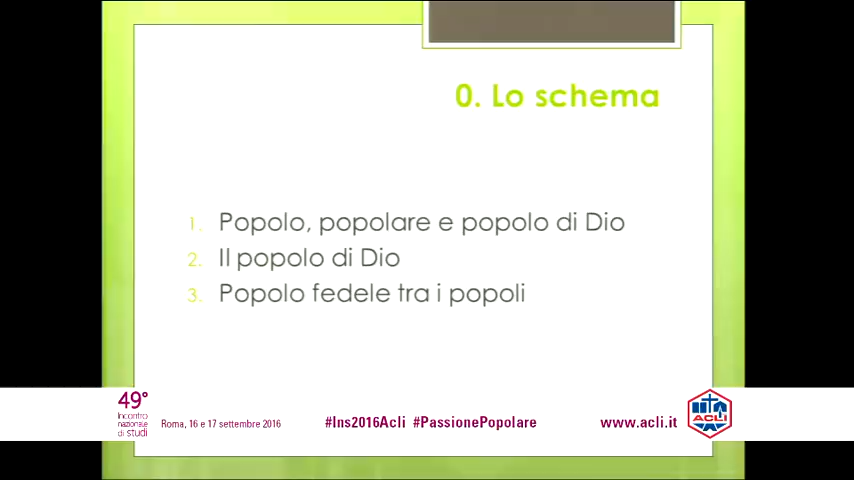 0. Lo schema
1. Popolo, popolare e popolo di Dio
2. Il popolo di Dio
3. Popolo fedele tra i popoli
49°
Incontro
nazionale
di studi
Roma, 16 e 17 settembre 2016
#Ins2016Acli #PassionePopolare
www.acli.it
ACLI